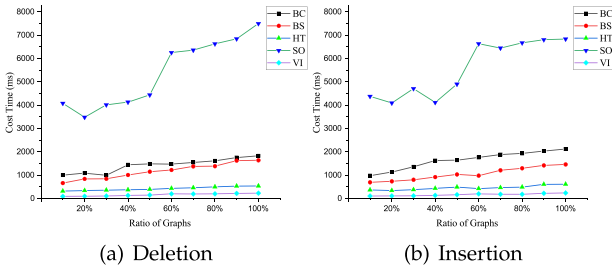 8000
7000
6000
5000
4000
3000
2000
1000
0
Cost Time (ms)
20% 40% 60% 80% 100%
Ratio of Graphs
BC
BS
HT
SO
VI
(a) Deletion
8000
7000
6000
5000
4000
3000
2000
1000
0
Cost Time (ms)
20% 40% 60% 80% 100%
Ratio of Graphs
BC
BS
HT
SO
VI
(b) Insertion